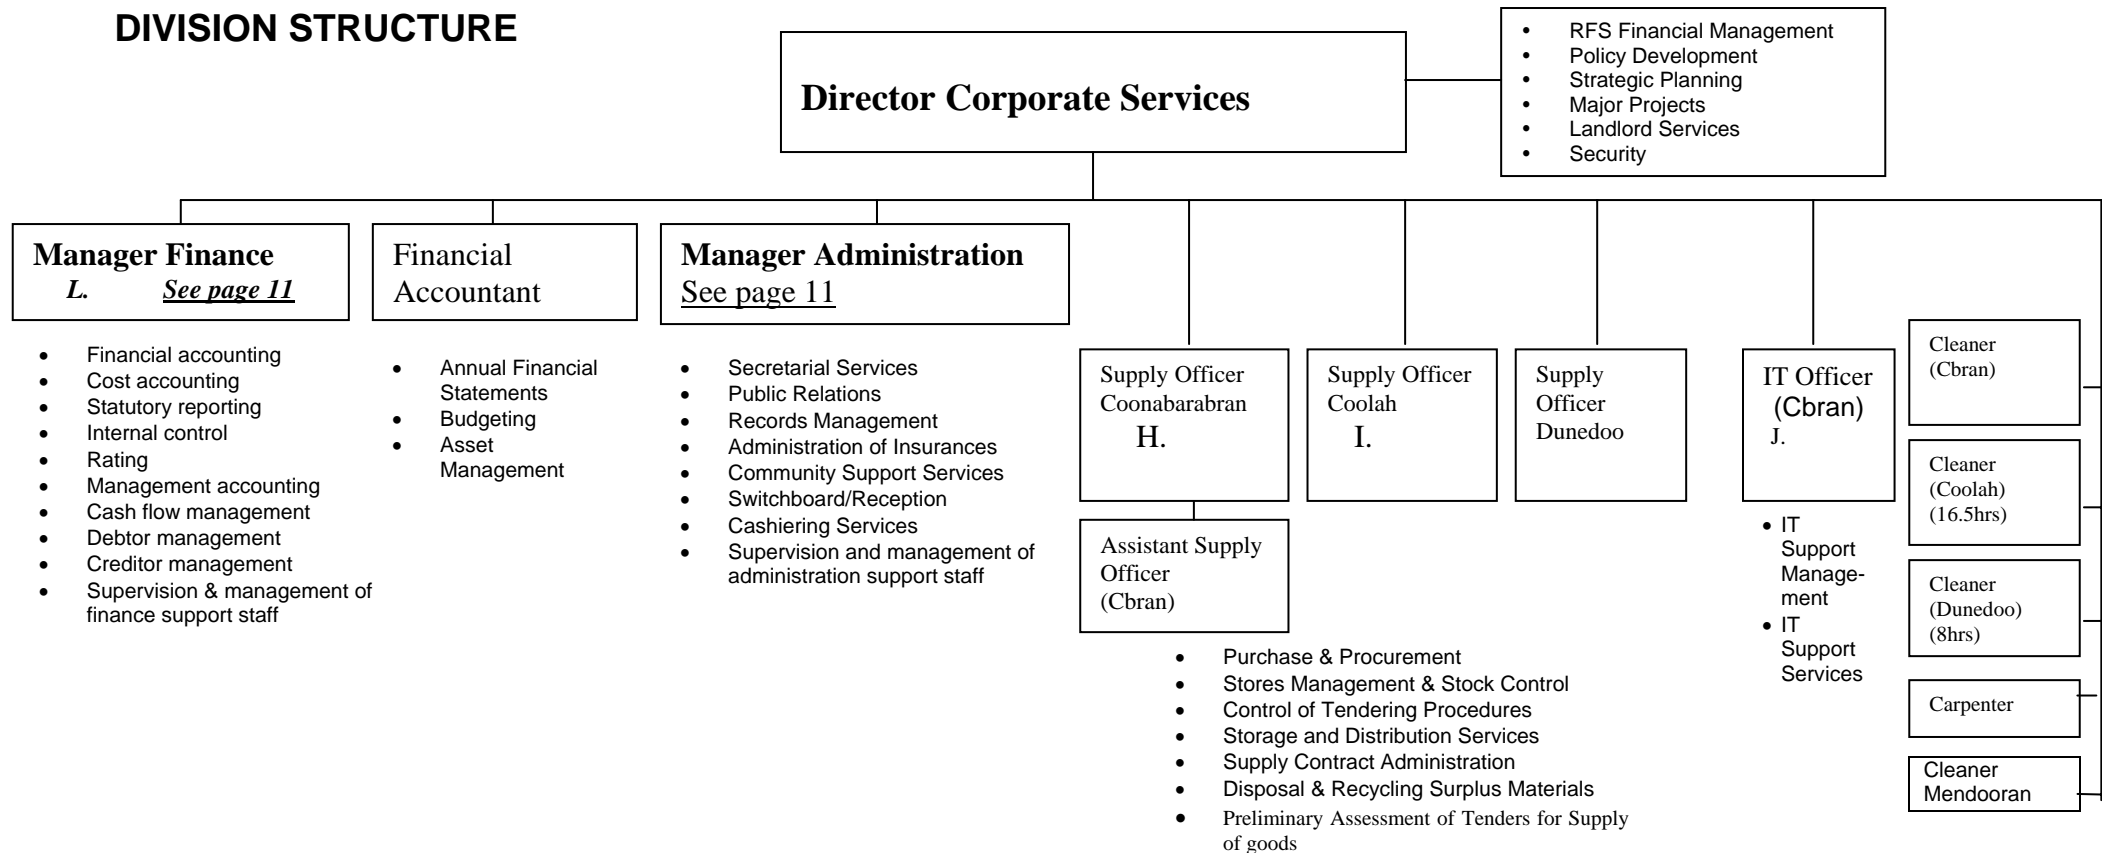 DIVISION STRUCTURE
Director Corporate Services
• RFS Financial Management
• Policy Development
• Strategic Planning
• Major Projects
• Landlord Services
• Security
Manager Finance
L. See page 11
Financial
Accountant
Manager Administration
See page 11
• Financial accounting
• Cost accounting
• Statutory reporting
• Internal control
• Rating
• Management accounting
• Cash flow management
• Debtor management
• Creditor management
• Supervision & management of
finance support staff
• Annual Financial
Statements
• Budgeting
• Asset
Management
• Secretarial Services
• Public Relations
• Records Management
• Administration of Insurances
• Community Support Services
• Switchboard/Reception
• Cashiering Services
• Supervision and management of
administration support staff
Supply Officer
Coonabarabran
H.
Assistant Supply
Officer
(Cbran)
Supply Officer
Coolah
I.
Supply
Officer
Dunedoo
• Purchase & Procurement
• Stores Management & Stock Control
• Control of Tendering Procedures
• Storage and Distribution Services
• Supply Contract Administration
• Disposal & Recycling Surplus Materials
• Preliminary Assessment of Tenders for Supply
of goods
IT Officer
(Cbran)
J.
• IT
Support
Manage-
ment
• IT
Support
Services
Cleaner
(Cbran)
Cleaner
(Coolah)
(16.5hrs)
Cleaner
(Dunedoo)
(8hrs)
Carpenter
Cleaner
Mendooran